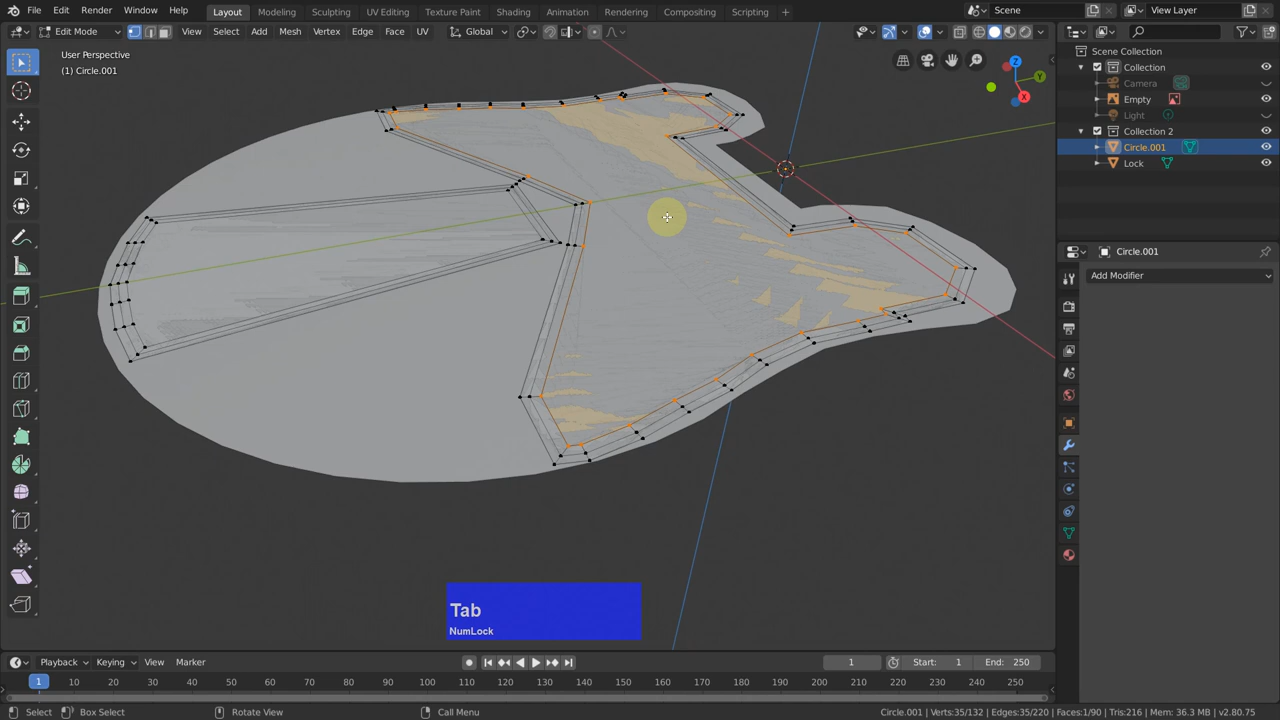 File Edit Render Window Help Layout Modeling Sculpting UV Editing Texture Paint Shading Animation Rendering Compositing Scripting + Scene View Layer
Edit Mode View Select Add Mesh Vertex Edge Face UV Global
User Perspective
(1) Circle.001
Z
Y
X
Scene Collection
Collection
Camera
Empty
Light
Collection 2
Circle.001
Lock
Circle.001
Add Modifier
Tab
NumLock
Playback Keying View Marker 1 Start: 1 End: 250
1 10 20 30 40 50 60 70 80 90 100 110 120 130 140 150 160 170 180 190 200 210 220 230 240 250
Select Box Select Rotate View Call Menu Circle.001 | Verts:35/132 | Edges:35/220 | Faces:1/90 | Tris:216 | Mem: 36.3 MB | v2.80.75